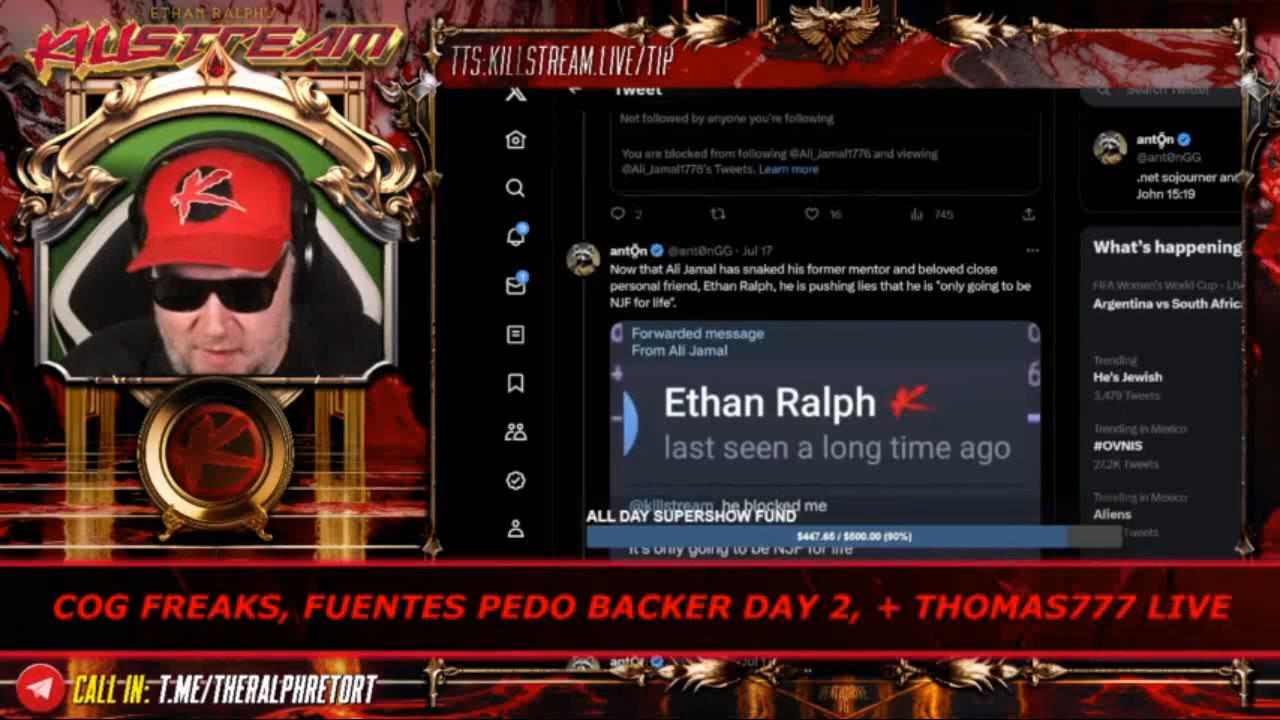 ETHAN RALPH'S
KILLSTREAM
TTS:KILLSTREAM.LIVE/TIP
Tweet
Search Twitter
Not followed by anyone you're following
You are blocked from following @Ali_Jamal1776 and viewing
@Ali_Jamal1776's Tweets. Learn more
2
16
745
antØn @ant0nGG · Jul 17
Now that Ali Jamal has snaked his former mentor and beloved close
personal friend, Ethan Ralph, he is pushing lies that he is "only going to be
NJF for life".
Forwarded message
From Ali Jamal
Ethan Ralph
last seen a long time ago
@killstream he blocked me
It's only going to be NJF for life
antØn
@ant0nGG
.net sojourner and
John 15:19
What's happening
FIFA Women's World Cup · LIV
Argentina vs South Afric
Trending
He's Jewish
3,479 Tweets
Trending in Mexico
#OVNIS
27.2K Tweets
Trending in Mexico
Aliens
Tweets
ALL DAY SUPERSHOW FUND
$447.65 / $500.00 (90%)
COG FREAKS, FUENTES PEDO BACKER DAY 2, + THOMAS777 LIVE
CALL IN: T.ME/THERALPHRETORT